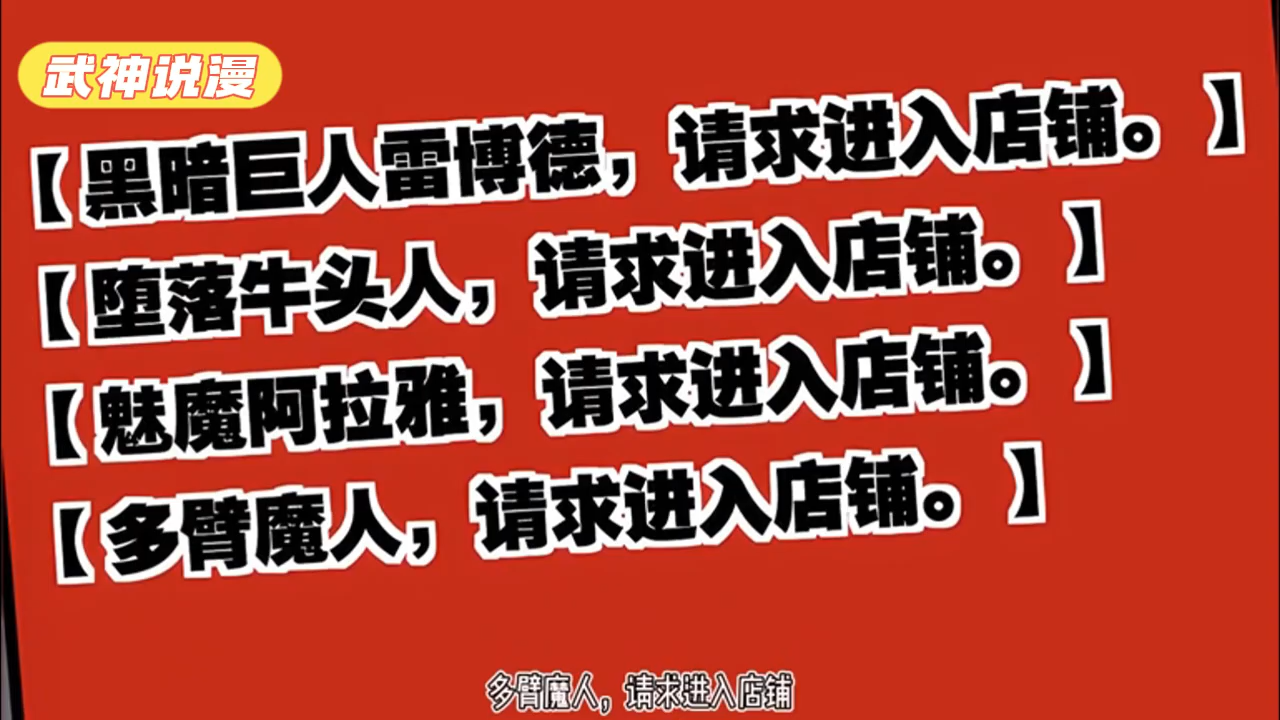 武神说漫
【黑暗巨人雷博德，请求进入店铺。】
【堕落牛头人，请求进入店铺。】
【魅魔阿拉雅，请求进入店铺。】
【多臂魔人，请求进入店铺。】
多臂魔人，请求进入店铺